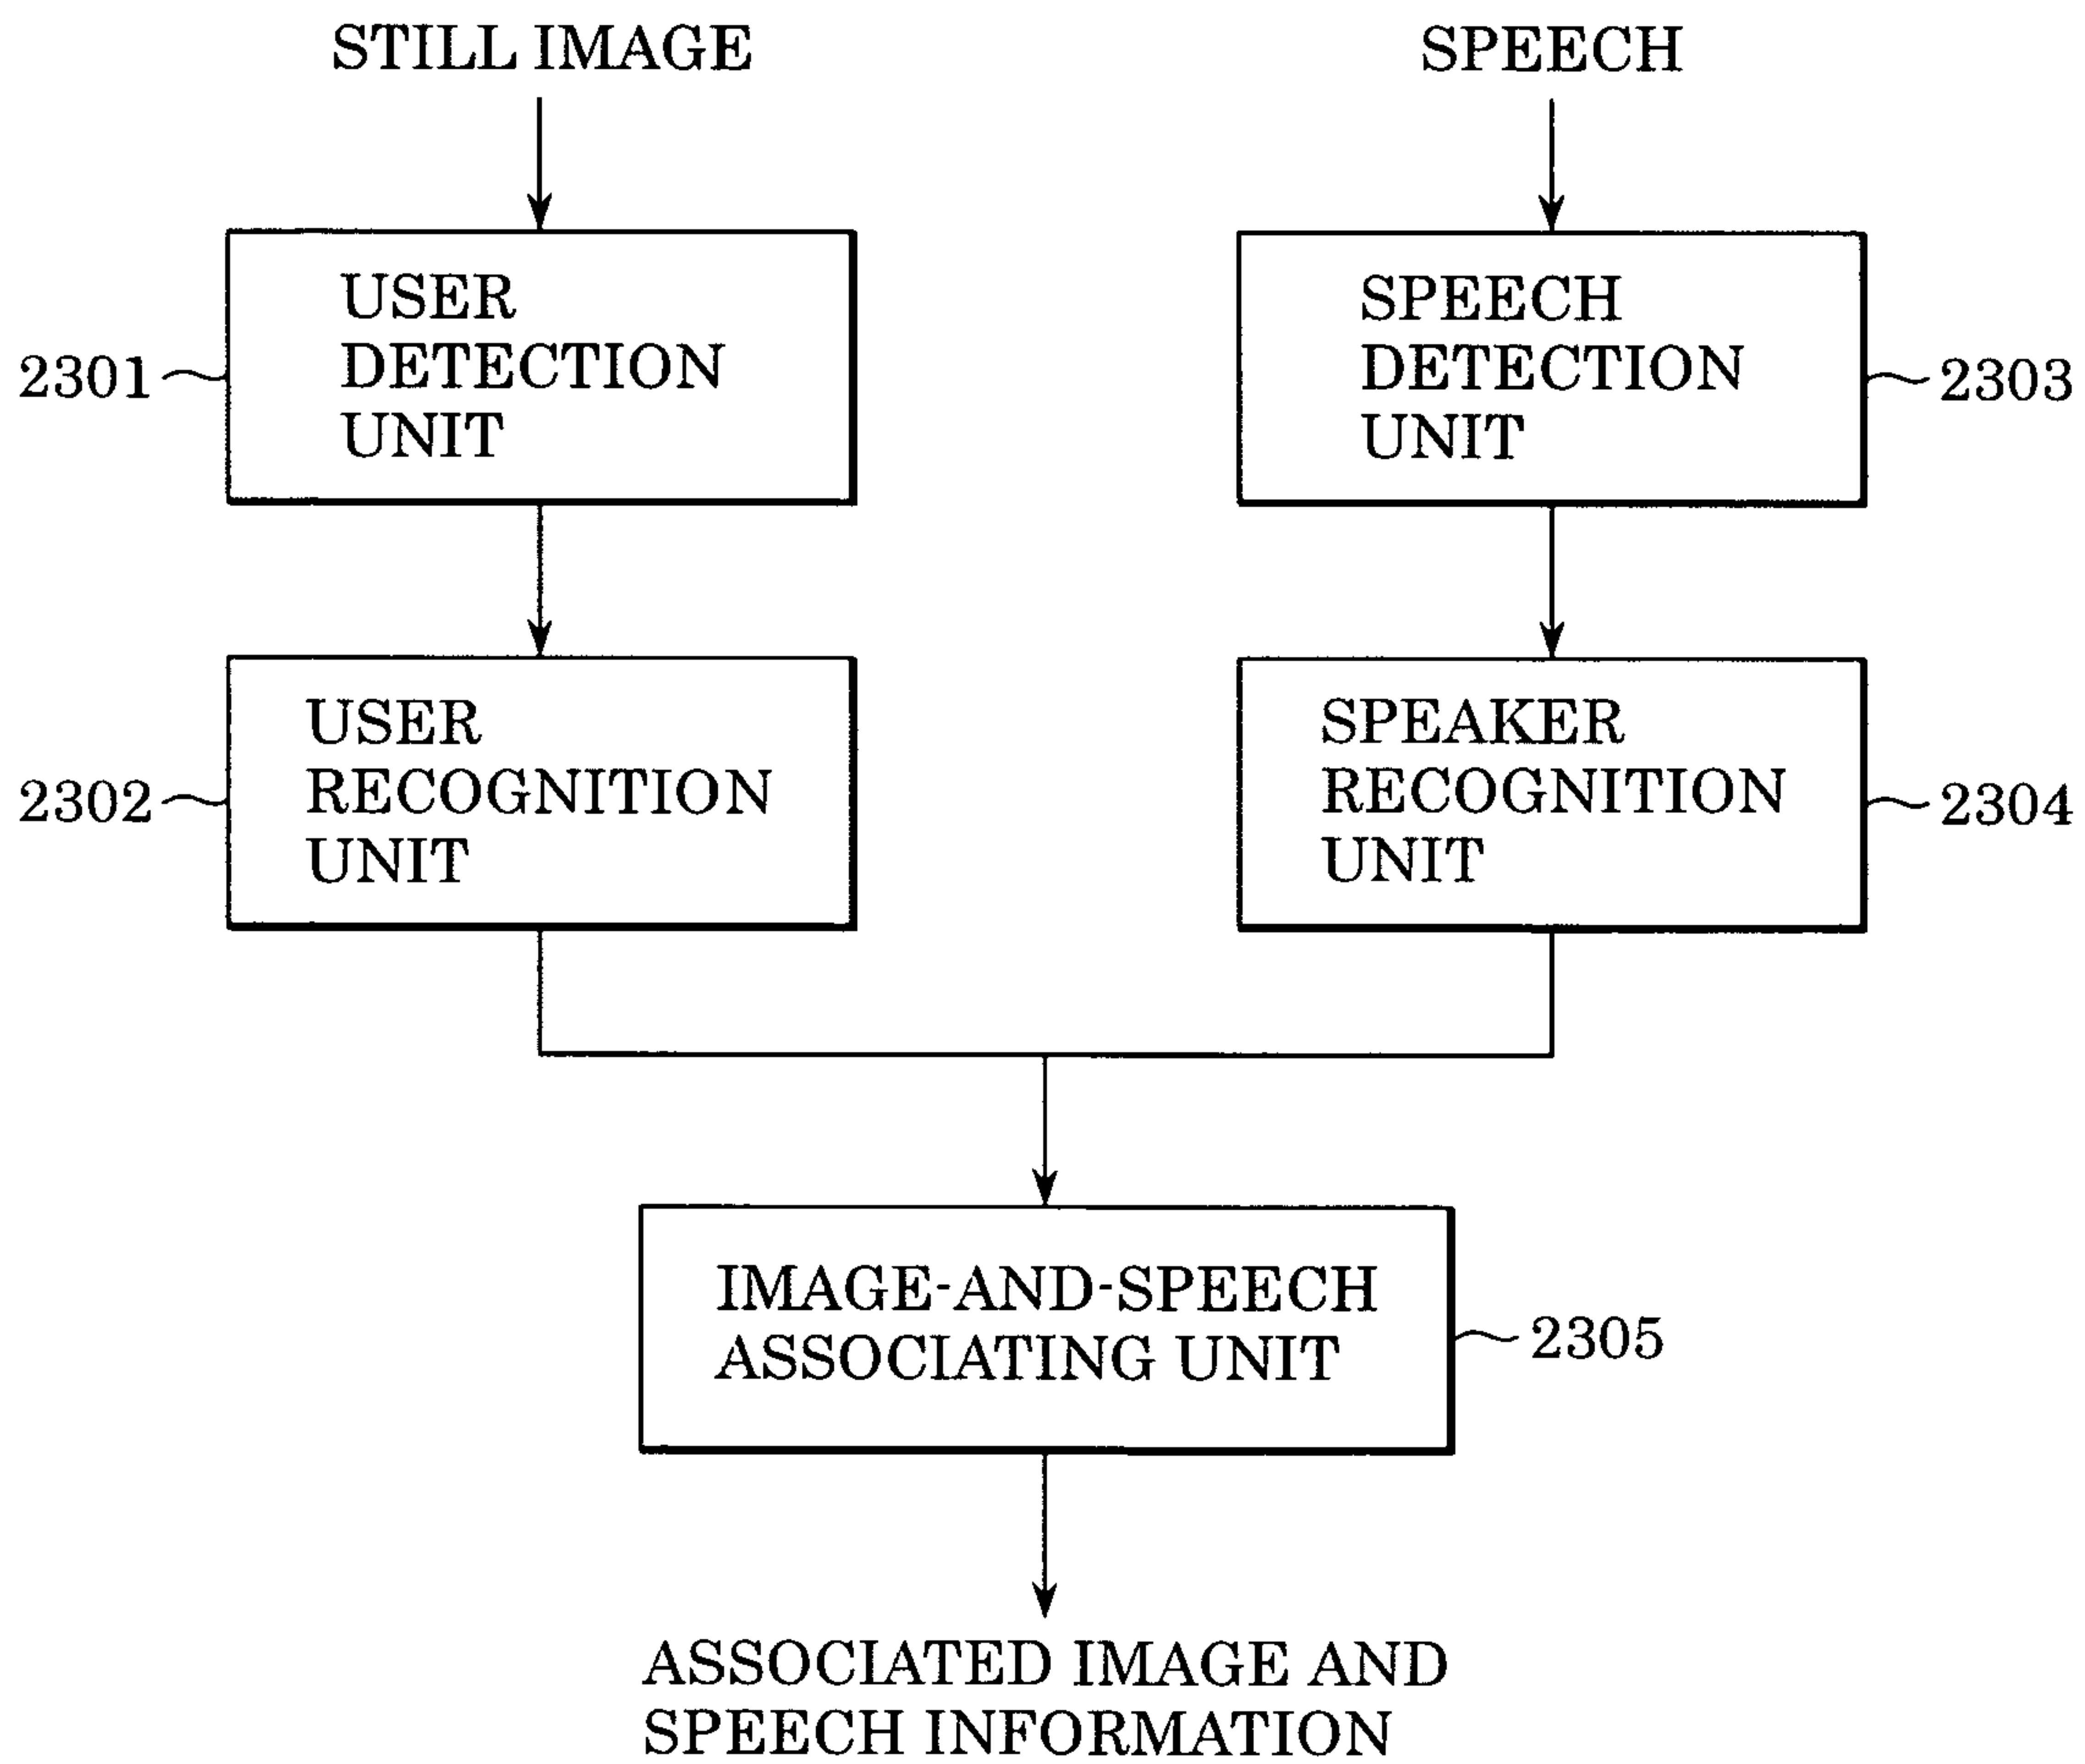 STILL IMAGE
SPEECH
USER
DETECTION
UNIT
2301
SPEECH
DETECTION
UNIT
2303
USER
RECOGNITION
UNIT
2302
SPEAKER
RECOGNITION
UNIT
2304
IMAGE-AND-SPEECH
ASSOCIATING UNIT
2305
ASSOCIATED IMAGE AND
SPEECH INFORMATION